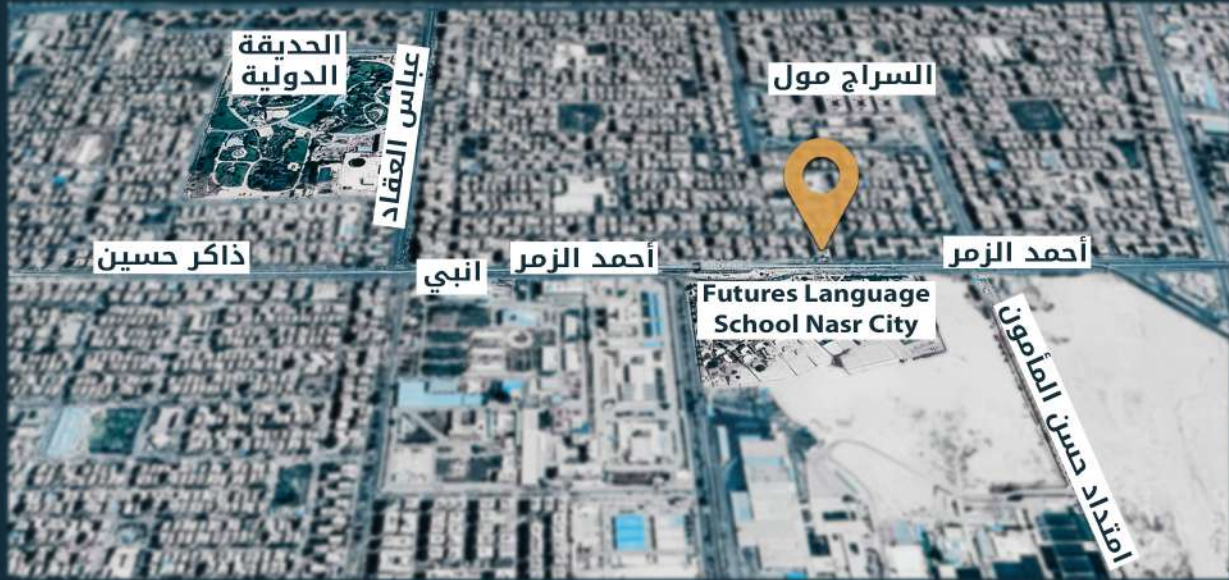 الحديقة
الدولية
عباس العقاد
السراج مول
ذاكر حسين
انبي
أحمد الزمر
أحمد الزمر
Futures Language
School Nasr City
امتداد حسن المأمون